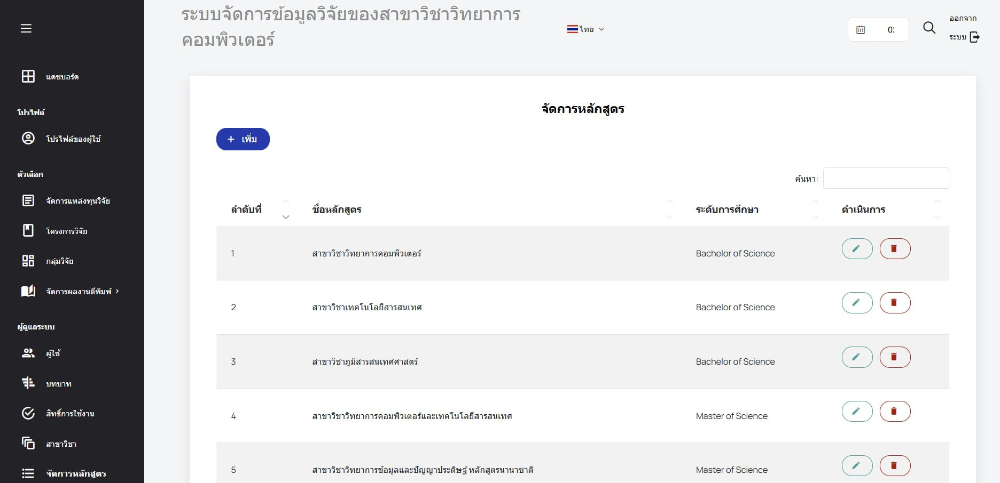 ระบบจัดการข้อมูลวิจัยของสาขาวิชาวิทยาการ
คอมพิวเตอร์
ไทย
02
ออกจาก
ระบบ
แดชบอร์ด
โปรไฟล์
โปรไฟล์ของผู้ใช้
ตัวเลือก
จัดการแหล่งทุนวิจัย
โครงการวิจัย
กลุ่มวิจัย
จัดการผลงานตีพิมพ์
ผู้ดูแลระบบ
ผู้ใช้
บทบาท
สิทธิ์การใช้งาน
สาขาวิชา
จัดการหลักสูตร
จัดการหลักสูตร
+ เพิ่ม
ค้นหา:
ลำดับที่ ชื่อหลักสูตร ระดับการศึกษา ดำเนินการ
1 สาขาวิชาวิทยาการคอมพิวเตอร์ Bachelor of Science
2 สาขาวิชาเทคโนโลยีสารสนเทศ Bachelor of Science
3 สาขาวิชาภูมิสารสนเทศศาสตร์ Bachelor of Science
4 สาขาวิชาวิทยาการคอมพิวเตอร์และเทคโนโลยีสารสนเทศ Master of Science
5 สาขาวิชาวิทยาการข้อมูลและปัญญาประดิษฐ์ หลักสูตรนานาชาติ Master of Science